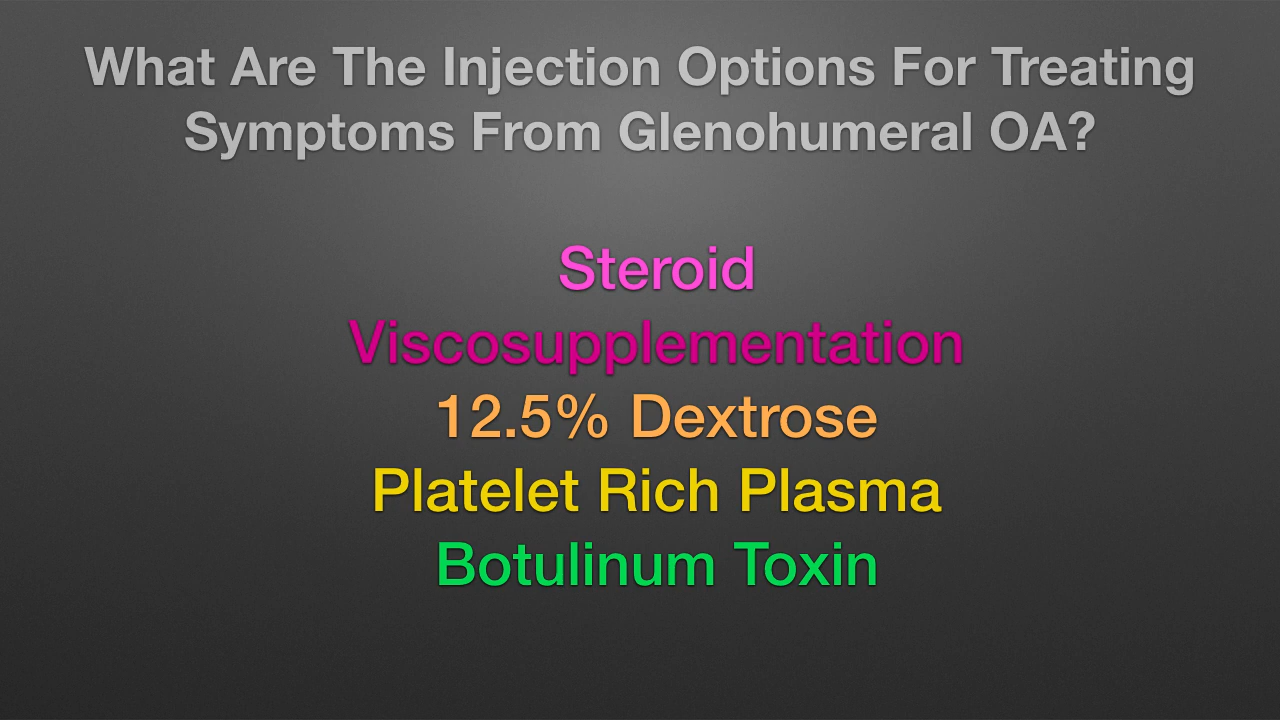 What Are The Injection Options For Treating
Symptoms From Glenohumeral OA?
Steroid
Viscosupplementation
12.5% Dextrose
Platelet Rich Plasma
Botulinum Toxin